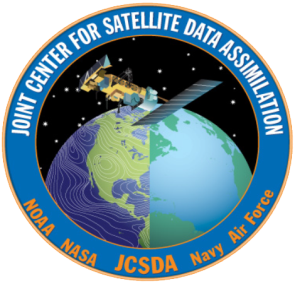 JOINT CENTER FOR SATELLITE DATA ASSIMILATION
NOAA NASA JCSDA Navy Air Force